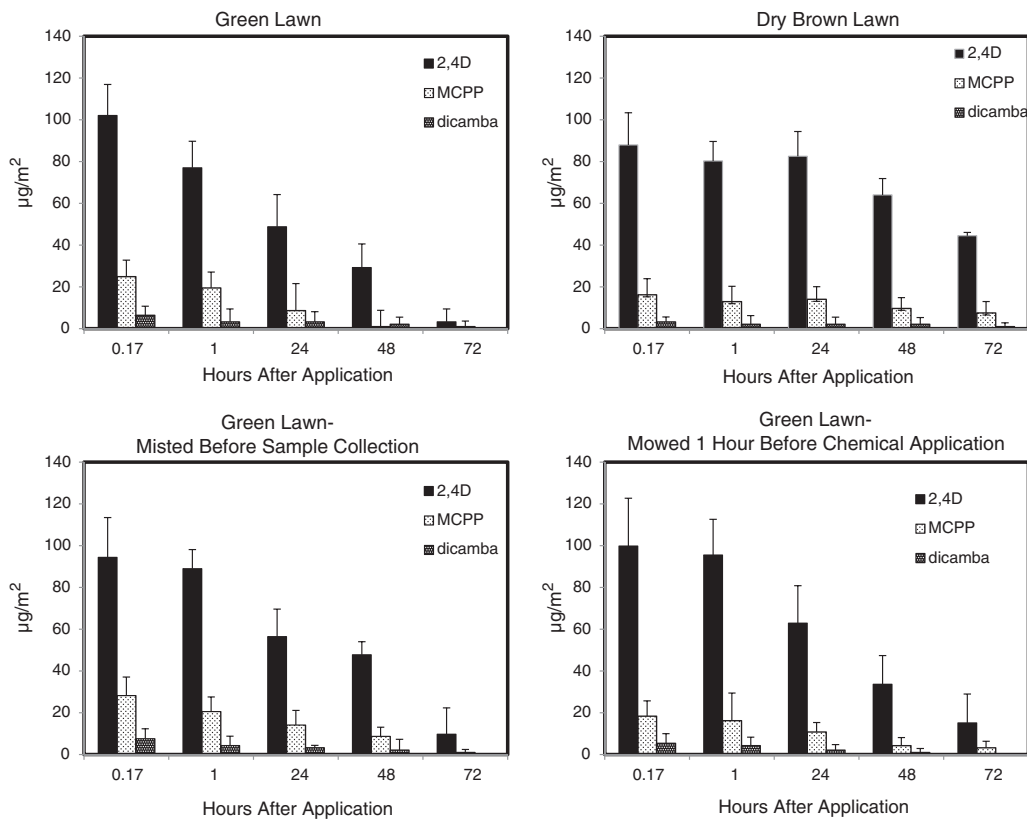 Green Lawn
140
120
100
80
60
40
20
0
µg/m²
2,4D
MCPP
dicamba
0.17 1 24 48 72
Hours After Application
Dry Brown Lawn
140
120
100
80
60
40
20
0
µg/m²
2,4D
MCPP
dicamba
0.17 1 24 48 72
Hours After Application
Green Lawn-
Misted Before Sample Collection
140
120
100
80
60
40
20
0
µg/m²
2,4D
MCPP
dicamba
0.17 1 24 48 72
Hours After Application
Green Lawn-
Mowed 1 Hour Before Chemical Application
140
120
100
80
60
40
20
0
µg/m²
2,4D
MCPP
dicamba
0.17 1 24 48 72
Hours After Application